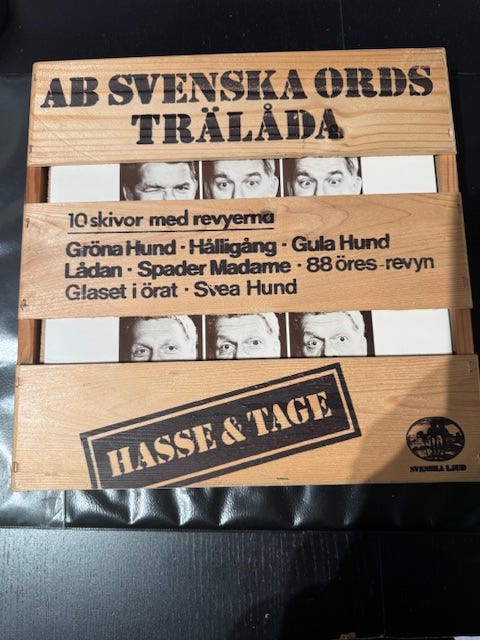 AB SVENSKA ORDS
TRÄLÅDA
10 skivor med revyerna
Gröna Hund · Hålligång · Gula Hund
Lådan · Spader Madame · 88 öres-revyn
Glaset i örat · Svea Hund
HASSE & TAGE
SVENSKA LJUD